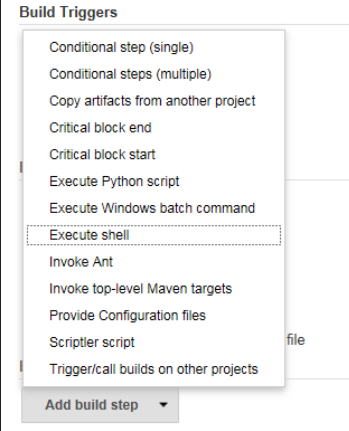 Build Triggers
Conditional step (single)
Conditional steps (multiple)
Copy artifacts from another project
Critical block end
Critical block start
Execute Python script
Execute Windows batch command
Execute shell
Invoke Ant
Invoke top-level Maven targets
Provide Configuration files
Scriptler script
file
Trigger/call builds on other projects
Add build step